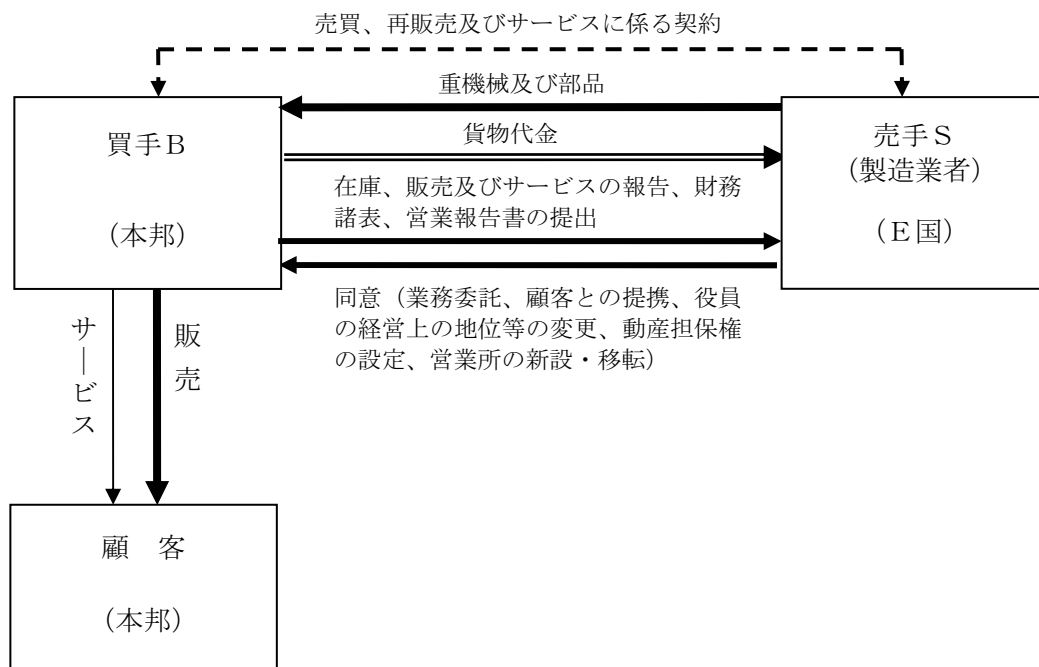 売買、再販売及びサービスに係る契約
重機械及び部品
買手Ｂ
（本邦）
売手Ｓ
（製造業者）
（Ｅ国）
貨物代金
在庫、販売及びサービスの報告、財務
諸表、営業報告書の提出
同意（業務委託、顧客との提携、役員
の経営上の地位等の変更、動産担保権
の設定、営業所の新設・移転）
サービス
販売
顧　客
（本邦）